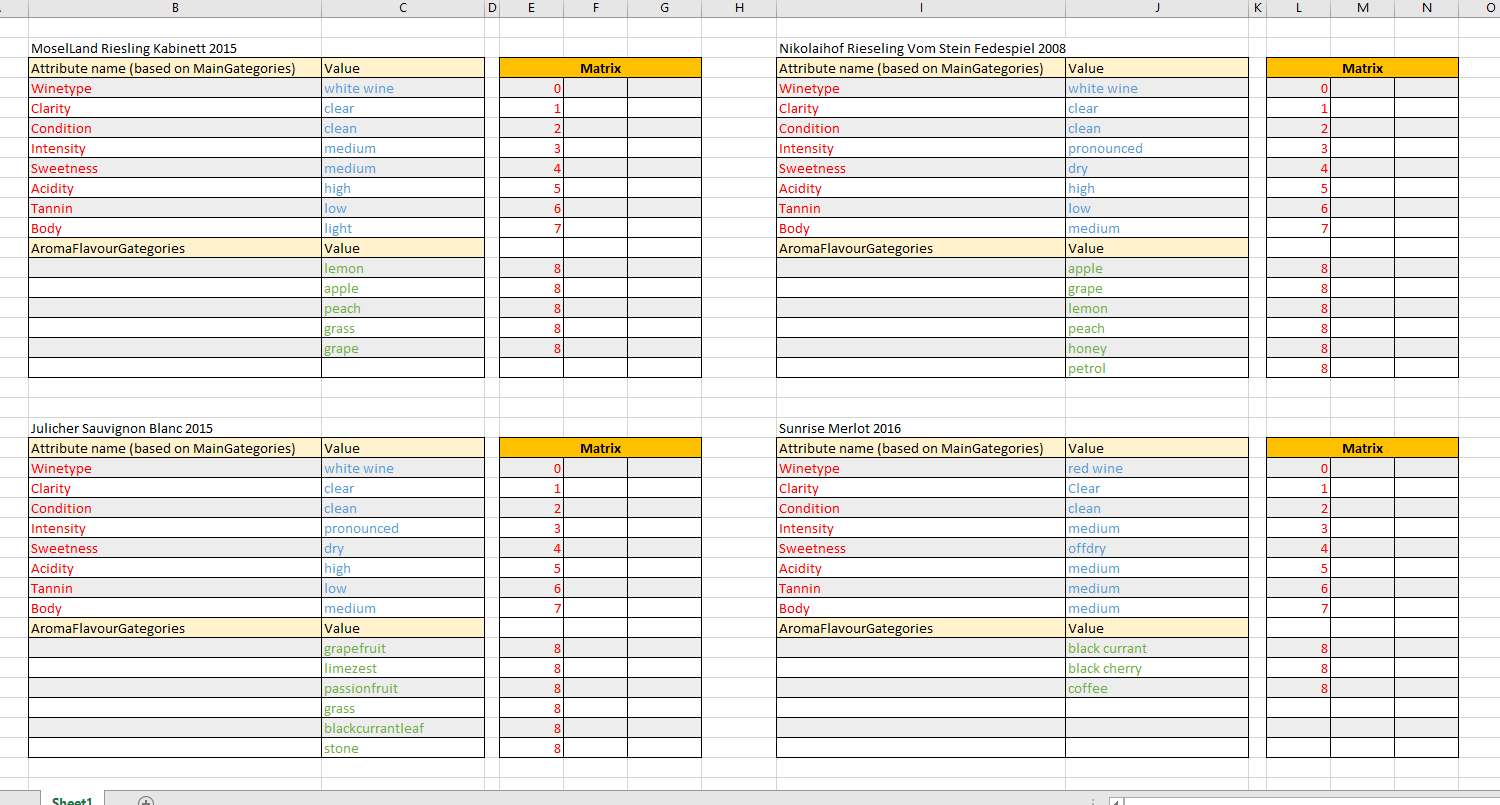 B C D E F G H I J K L M N O
MoselLand Riesling Kabinett 2015 Nikolaihof Rieseling Vom Stein Fedespiel 2008
Attribute name (based on MainGategories) Value Matrix Attribute name (based on MainGategories) Value Matrix
Winetype white wine 0 Winetype white wine 0
Clarity clear 1 Clarity clear 1
Condition clean 2 Condition clean 2
Intensity medium 3 Intensity pronounced 3
Sweetness medium 4 Sweetness dry 4
Acidity high 5 Acidity high 5
Tannin low 6 Tannin low 6
Body light 7 Body medium 7
AromaFlavourGategories Value AromaFlavourGategories Value
lemon 8 apple 8
apple 8 grape 8
peach 8 lemon 8
grass 8 peach 8
grape 8 honey 8
petrol 8
Julicher Sauvignon Blanc 2015 Sunrise Merlot 2016
Attribute name (based on MainGategories) Value Matrix Attribute name (based on MainGategories) Value Matrix
Winetype white wine 0 Winetype red wine 0
Clarity clear 1 Clarity Clear 1
Condition clean 2 Condition clean 2
Intensity pronounced 3 Intensity medium 3
Sweetness dry 4 Sweetness offdry 4
Acidity high 5 Acidity medium 5
Tannin low 6 Tannin medium 6
Body medium 7 Body medium 7
AromaFlavourGategories Value AromaFlavourGategories Value
grapefruit 8 black currant 8
limezest 8 black cherry 8
passionfruit 8 coffee 8
grass 8
blackcurrantleaf 8
stone 8
Sheet1